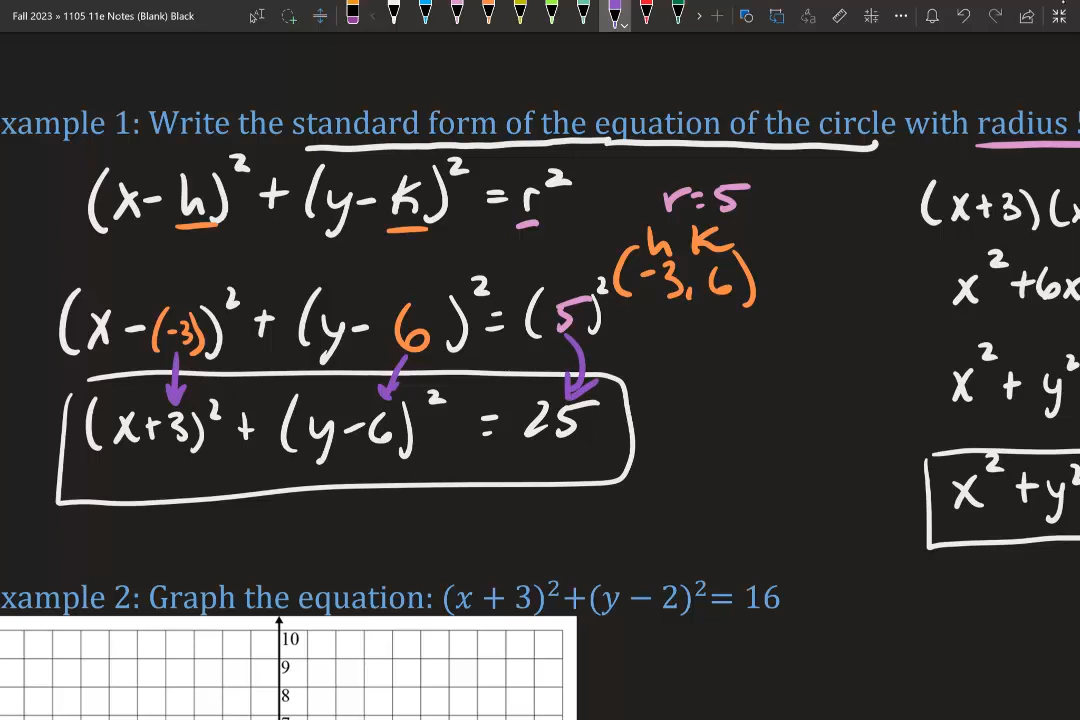 Fall 2023 » 1105 11e Notes (Blank) Black
xample 1: Write the standard form of the equation of the circle with radius
(x-h)² + (y-k)² = r²
r=5
h k
(-3, 6)
(x-(-3))² + (y- 6 )² = (5)²
(x+3)² + (y-6)² = 25
(x+3)(x
x²+6x
x² + y²
x² + y²
xample 2: Graph the equation: (x + 3)²+(y − 2)²= 16
10
9
8